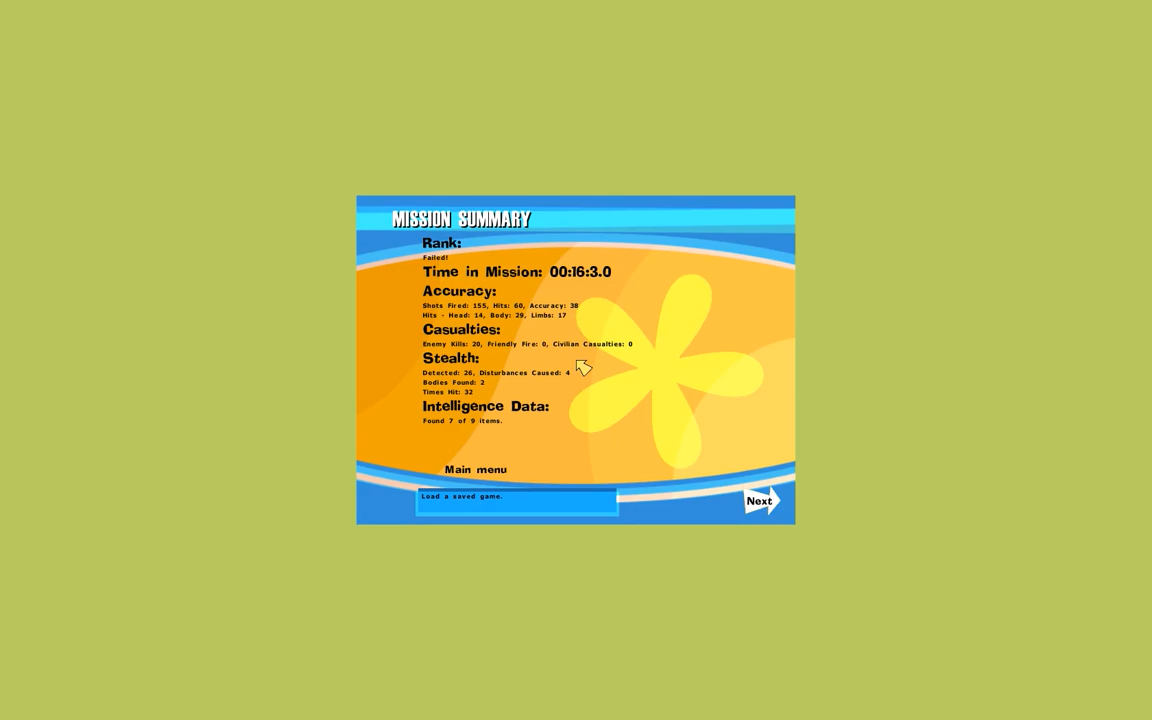 MISSION SUMMARY
Rank:
Failed!
Time in Mission: 00:16:3.0
Accuracy:
Shots Fired: 155, Hits: 60, Accuracy: 38
Hits - Head: 14, Body: 29, Limbs: 17
Casualties:
Enemy Kills: 20, Friendly Fire: 0, Civilian Casualties: 0
Stealth:
Detected: 26, Disturbances Caused: 4
Bodies Found: 2
Times Hit: 32
Intelligence Data:
Found 7 of 9 items.
Main menu
Load a saved game.
Next